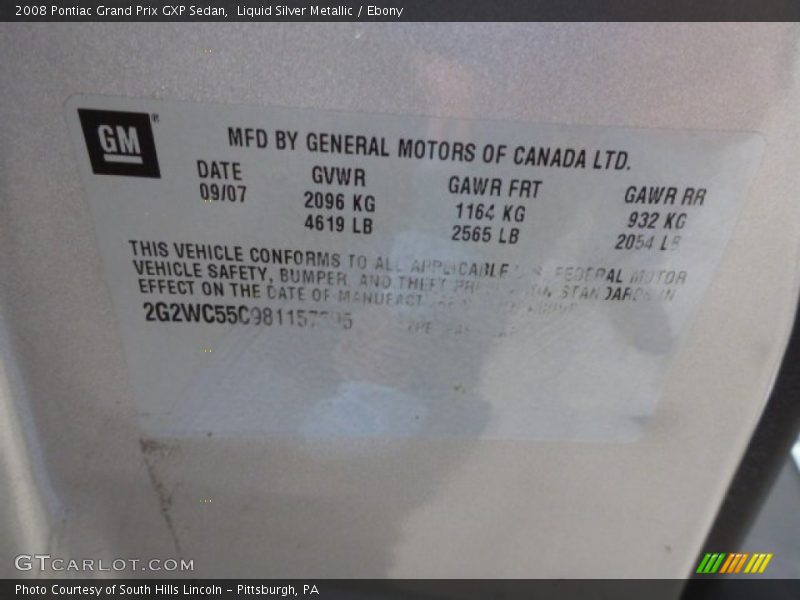 2008 Pontiac Grand Prix GXP Sedan,  Liquid Silver Metallic / Ebony
GM®
MFD BY GENERAL MOTORS OF CANADA LTD.
DATE GVWR GAWR FRT GAWR RR
09/07 2096 KG 1164 KG 932 KG
4619 LB 2565 LB 2054 LB
THIS VEHICLE CONFORMS TO ALL APPLICABLE U.S. FEDERAL MOTOR
VEHICLE SAFETY, BUMPER, AND THEFT PREVENTION STANDARDS IN
EFFECT ON THE DATE OF
GTCARLOT.COM
Photo Courtesy of South Hills Lincoln - Pittsburgh, PA